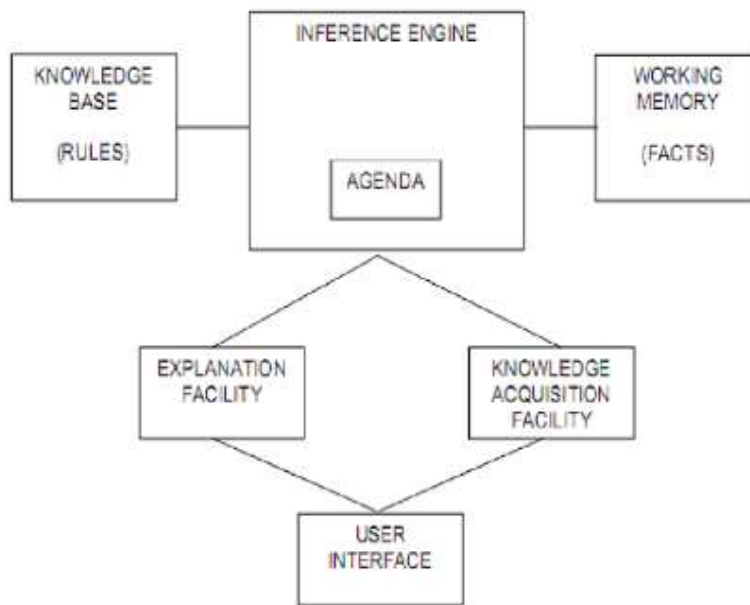 INFERENCE ENGINE
KNOWLEDGE
BASE
(RULES)
WORKING
MEMORY
(FACTS)
AGENDA
EXPLANATION
FACILITY
KNOWLEDGE
ACQUISITION
FACILITY
USER
INTERFACE